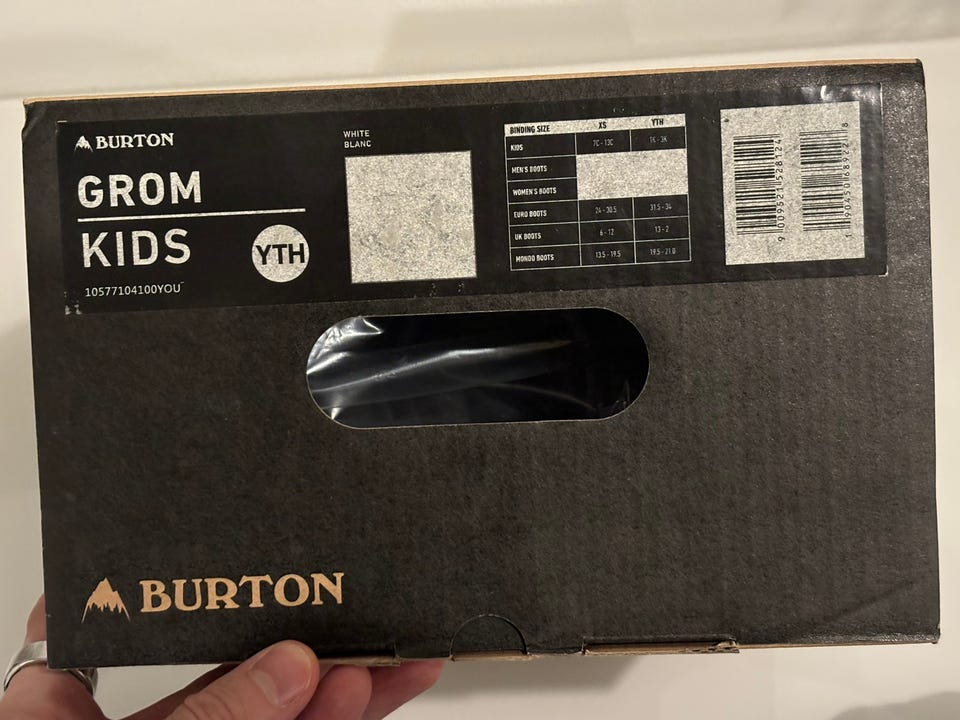 BURTON
GROM
KIDS
YTH
10577104100YOU
WHITE
BLANC
BINDING SIZE XS YTH
KIDS 7C - 13C 1K - 3K
MEN'S BOOTS
WOMEN'S BOOTS
EURO BOOTS 24 - 30.5 31.5 - 34
UK BOOTS 6 - 12 13 - 2
MONDO BOOTS 13.5 - 19.5 19.5 - 21.0
BURTON